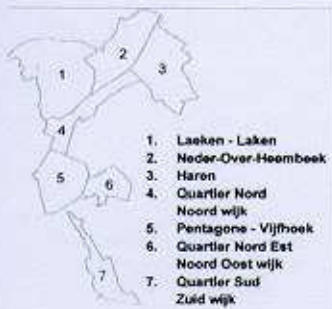 1
2
3
4
5
6
7
1. Laeken - Laken
2. Neder-Over-Heembeek
3. Haren
4. Quartier Nord
Noord wijk
5. Pentagone - Vijfhoek
6. Quartier Nord Est
Noord Oost wijk
7. Quartier Sud
Zuid wijk